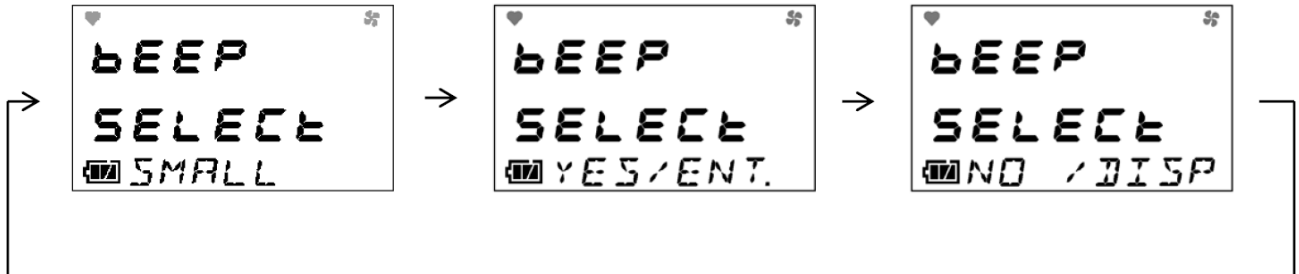 bEEP
SELECt
SMALL
bEEP
SELECt
YES/ENT.
bEEP
SELECt
NO /DISP